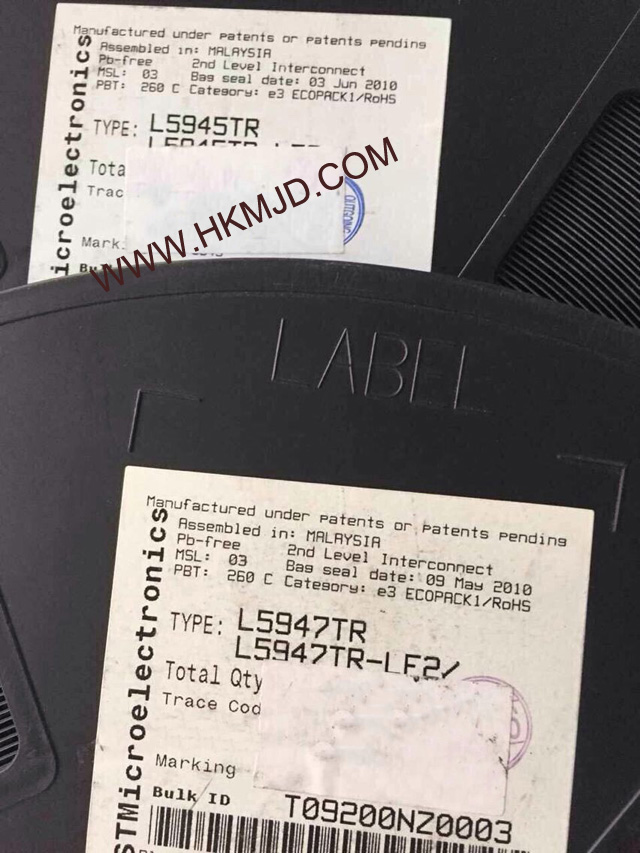 Manufactured under patents or patents pending
Assembled in: MALAYSIA
Pb-free 2nd Level Interconnect
MSL: 03 Bag seal date: 03 Jun 2010
PBT: 260 C Category: e3 ECOPACK1/RoHS
TYPE: L5945TR
Tota
Trac
Mark.
icroelectronics
WWW.HKMJD.COM
LABEL
Manufactured under patents or patents pending
Assembled in: MALAYSIA
Pb-free 2nd Level Interconnect
MSL: 03 Bag seal date: 09 May 2010
PBT: 260 C Category: e3 ECOPACK1/RoHS
TYPE: L5947TR
L5947TR-LF2/
Total Qty
Trace Cod
Marking
Bulk ID T09200NZ0003
STMicroelectronics